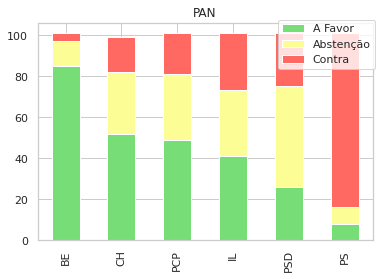 PAN
A Favor
Abstenção
Contra
100
80
60
40
20
0
BE
CH
PCP
IL
PSD
PS